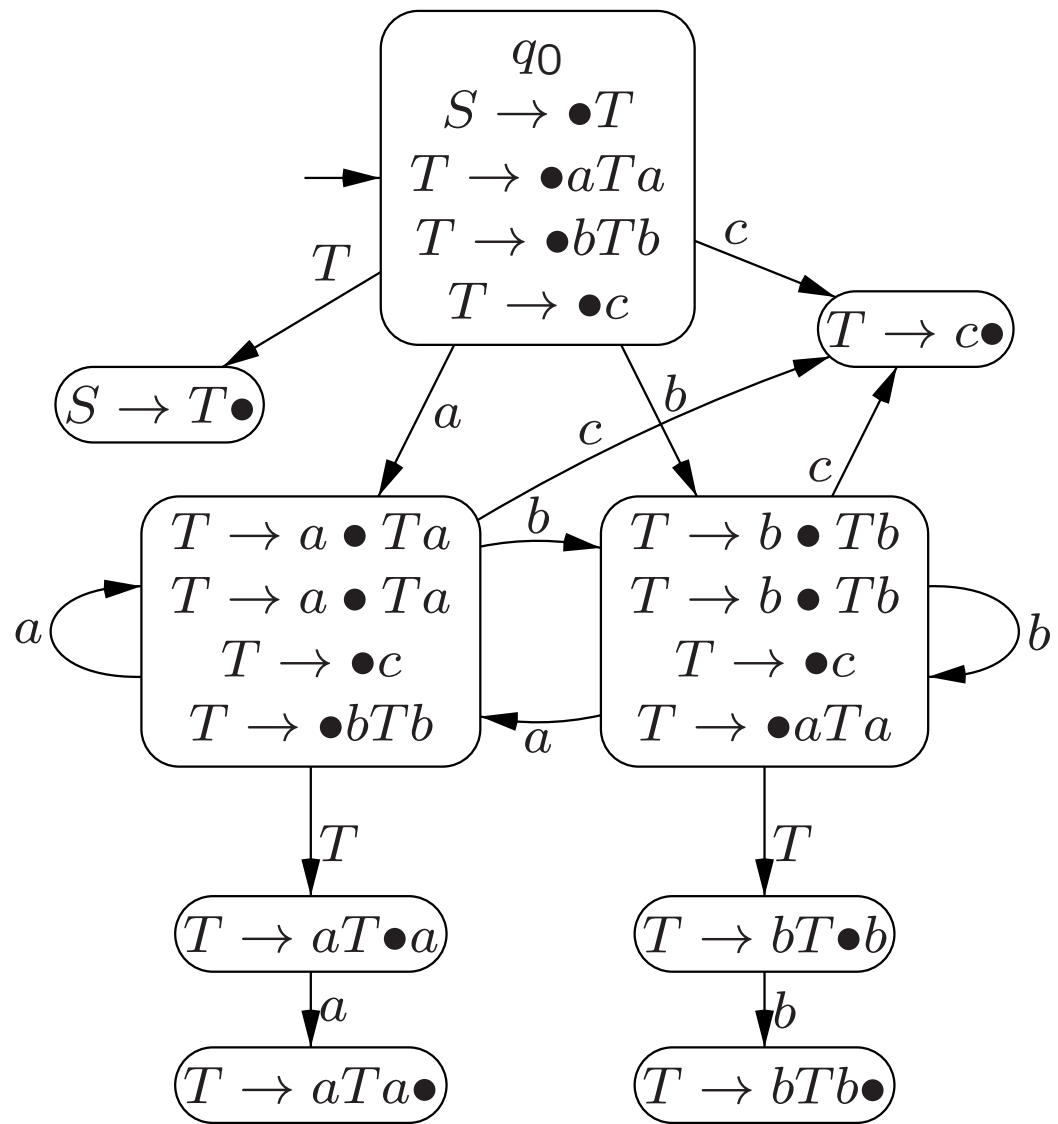 q0
S → •T
T → •aTa
T → •bTb
T → •c
T
c
T → c•
S → T•
a
b
c
c
b
T → a • Ta
T → a • Ta
T → •c
T → •bTb
T → b • Tb
T → b • Tb
T → •c
T → •aTa
a
b
a
T
T
T → aT•a
T → bT•b
a
b
T → aTa•
T → bTb•